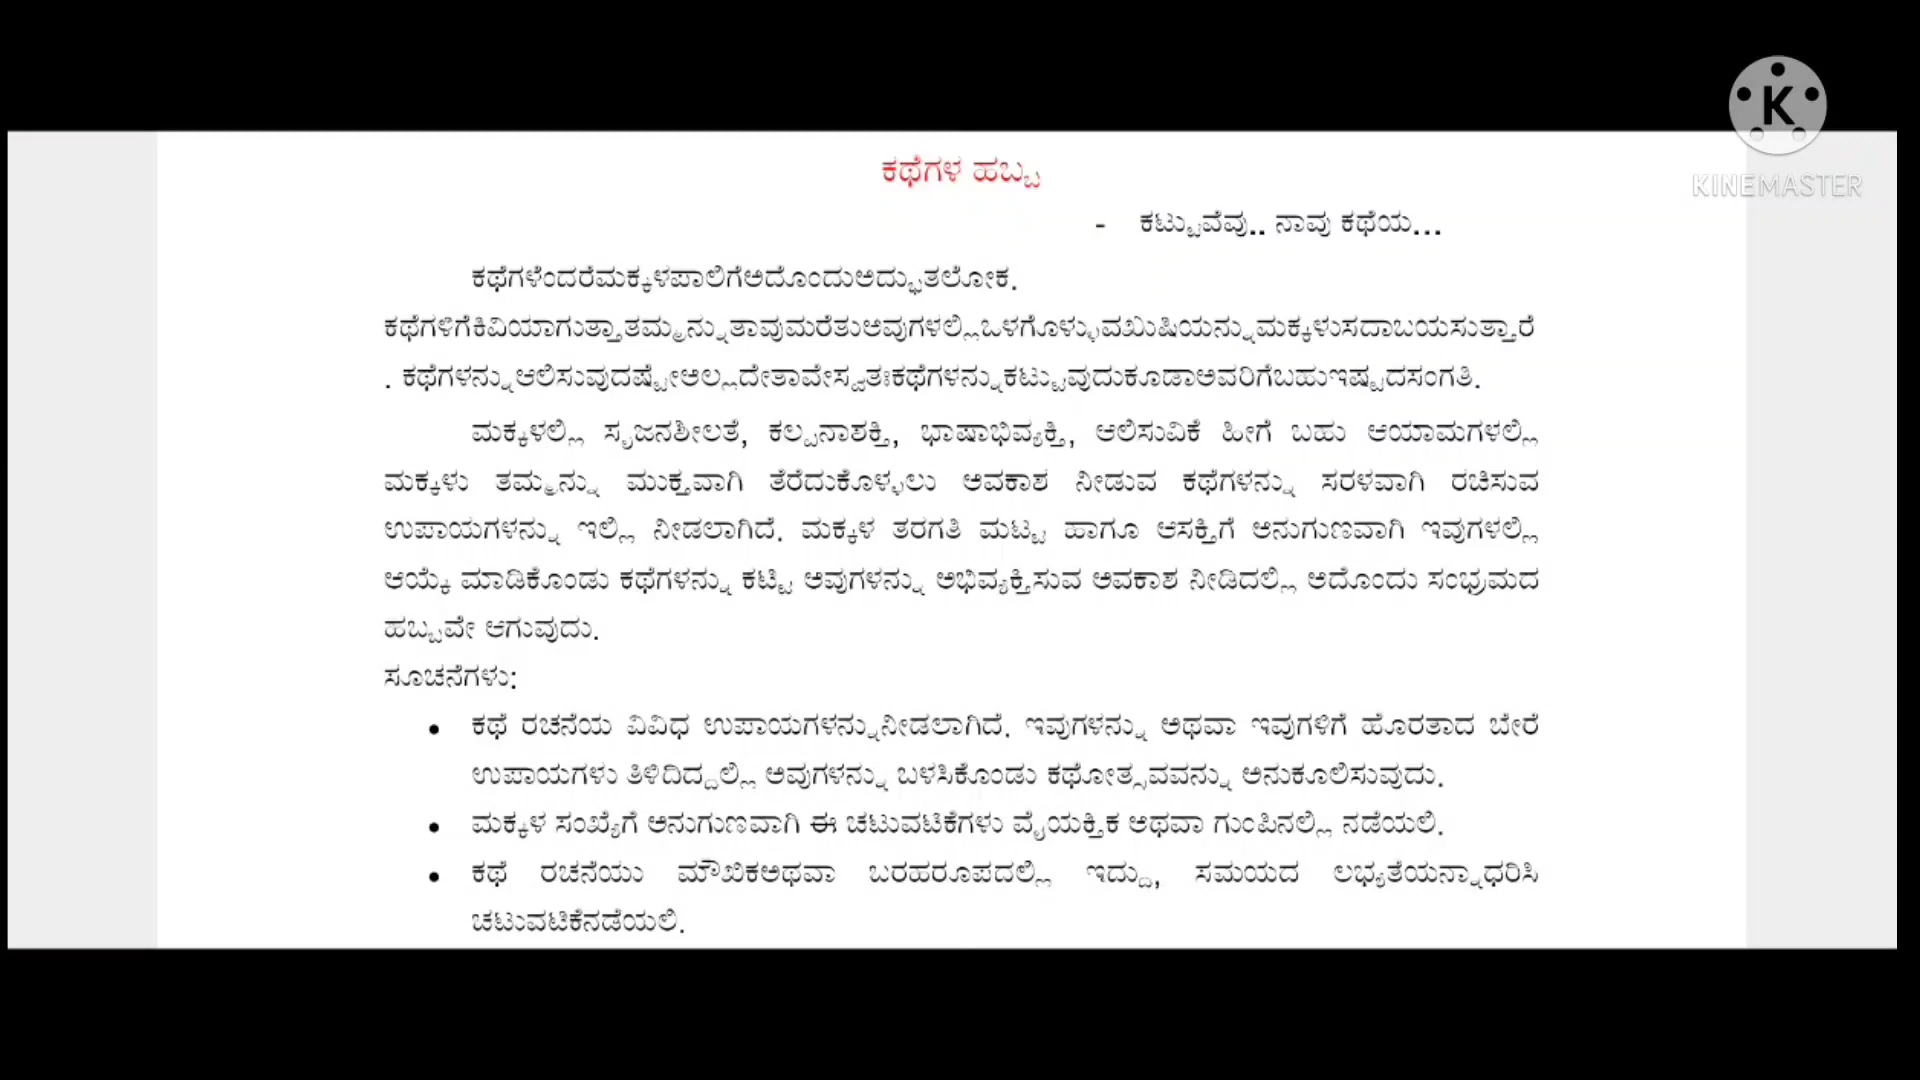 K
KINEMASTER
ಕಥೆಗಳ ಹಬ್ಬ
- ಕಟ್ಟುವೆವು.. ನಾವು ಕಥೆಯ...
ಕಥೆಗಳೆಂದರೆಮಕ್ಕಳಪಾಲಿಗೆಅದೊಂದುಅದ್ಭುತಲೋಕ.
ಕಥೆಗಳಿಗೆಕಿವಿಯಾಗುತ್ತಾತಮ್ಮನ್ನುತಾವುಮರೆತುಅವುಗಳಲ್ಲಿಒಳಗೊಳ್ಳುವಖುಷಿಯನ್ನುಮಕ್ಕಳುಸದಾಬಯಸುತ್ತಾರೆ
. ಕಥೆಗಳನ್ನುಆಲಿಸುವುದಷ್ಟೇಅಲ್ಲದೇತಾವೇಸ್ವತಃಕಥೆಗಳನ್ನುಕಟ್ಟುವುದುಕೂಡಾಅವರಿಗೆಬಹುಇಷ್ಟದಸಂಗತಿ.
ಮಕ್ಕಳಲ್ಲಿ ಸೃಜನಶೀಲತೆ, ಕಲ್ಪನಾಶಕ್ತಿ, ಭಾಷಾಭಿವ್ಯಕ್ತಿ, ಆಲಿಸುವಿಕೆ ಹೀಗೆ ಬಹು ಆಯಾಮಗಳಲ್ಲಿ
ಮಕ್ಕಳು ತಮ್ಮನ್ನು ಮುಕ್ತವಾಗಿ ತೆರೆದುಕೊಳ್ಳಲು ಅವಕಾಶ ನೀಡುವ ಕಥೆಗಳನ್ನು ಸರಳವಾಗಿ ರಚಿಸುವ
ಉಪಾಯಗಳನ್ನು ಇಲ್ಲಿ ನೀಡಲಾಗಿದೆ. ಮಕ್ಕಳ ತರಗತಿ ಮಟ್ಟ ಹಾಗೂ ಆಸಕ್ತಿಗೆ ಅನುಗುಣವಾಗಿ ಇವುಗಳಲ್ಲಿ
ಆಯ್ಕೆ ಮಾಡಿಕೊಂಡು ಕಥೆಗಳನ್ನು ಕಟ್ಟಿ ಅವುಗಳನ್ನು ಅಭಿವ್ಯಕ್ತಿಸುವ ಅವಕಾಶ ನೀಡಿದಲ್ಲಿ ಅದೊಂದು ಸಂಭ್ರಮದ
ಹಬ್ಬವೇ ಆಗುವುದು.
ಸೂಚನೆಗಳು:
• ಕಥೆ ರಚನೆಯ ವಿವಿಧ ಉಪಾಯಗಳನ್ನುನೀಡಲಾಗಿದೆ. ಇವುಗಳನ್ನು ಅಥವಾ ಇವುಗಳಿಗೆ ಹೊರತಾದ ಬೇರೆ
ಉಪಾಯಗಳು ತಿಳಿದಿದ್ದಲ್ಲಿ ಅವುಗಳನ್ನು ಬಳಸಿಕೊಂಡು ಕಥೋತ್ಸವವನ್ನು ಅನುಕೂಲಿಸುವುದು.
• ಮಕ್ಕಳ ಸಂಖ್ಯೆಗೆ ಅನುಗುಣವಾಗಿ ಈ ಚಟುವಟಿಕೆಗಳು ವೈಯಕ್ತಿಕ ಅಥವಾ ಗುಂಪಿನಲ್ಲಿ ನಡೆಯಲಿ.
• ಕಥೆ ರಚನೆಯು ಮೌಖಿಕಅಥವಾ ಬರಹರೂಪದಲ್ಲಿ ಇದ್ದು, ಸಮಯದ ಲಭ್ಯತೆಯನ್ನಾಧರಿಸಿ
ಚಟುವಟಿಕೆನಡೆಯಲಿ.